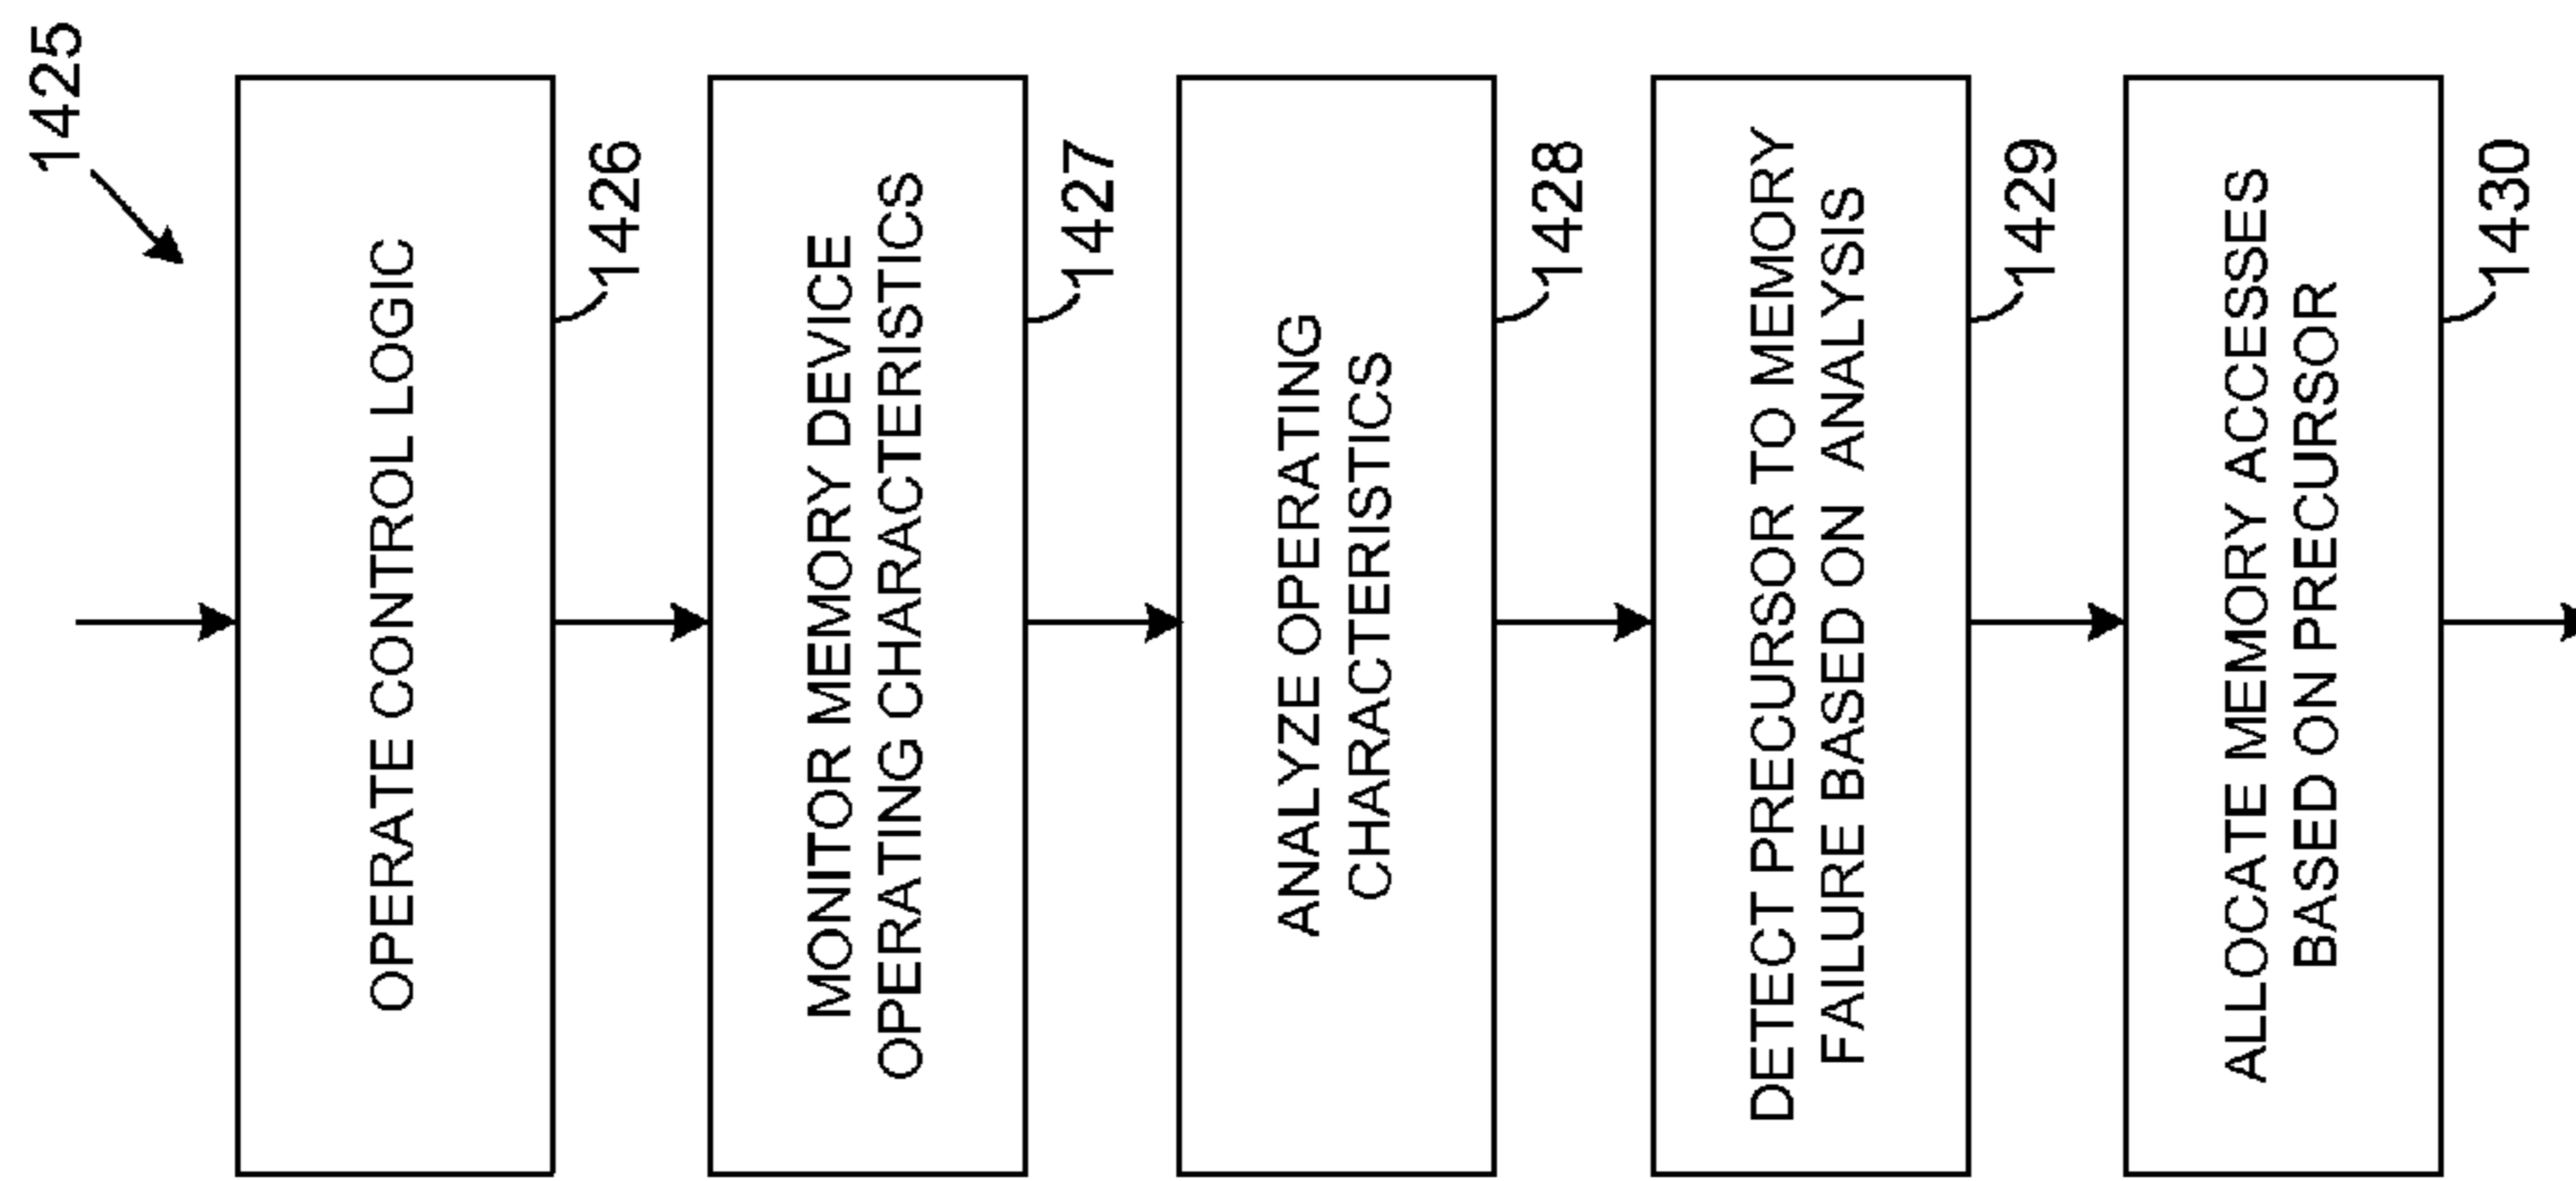 1425
OPERATE CONTROL LOGIC
1426
MONITOR MEMORY DEVICE
OPERATING CHARACTERISTICS
1427
ANALYZE OPERATING
CHARACTERISTICS
1428
DETECT PRECURSOR TO MEMORY
FAILURE BASED ON ANALYSIS
1429
ALLOCATE MEMORY ACCESSES
BASED ON PRECURSOR
1430